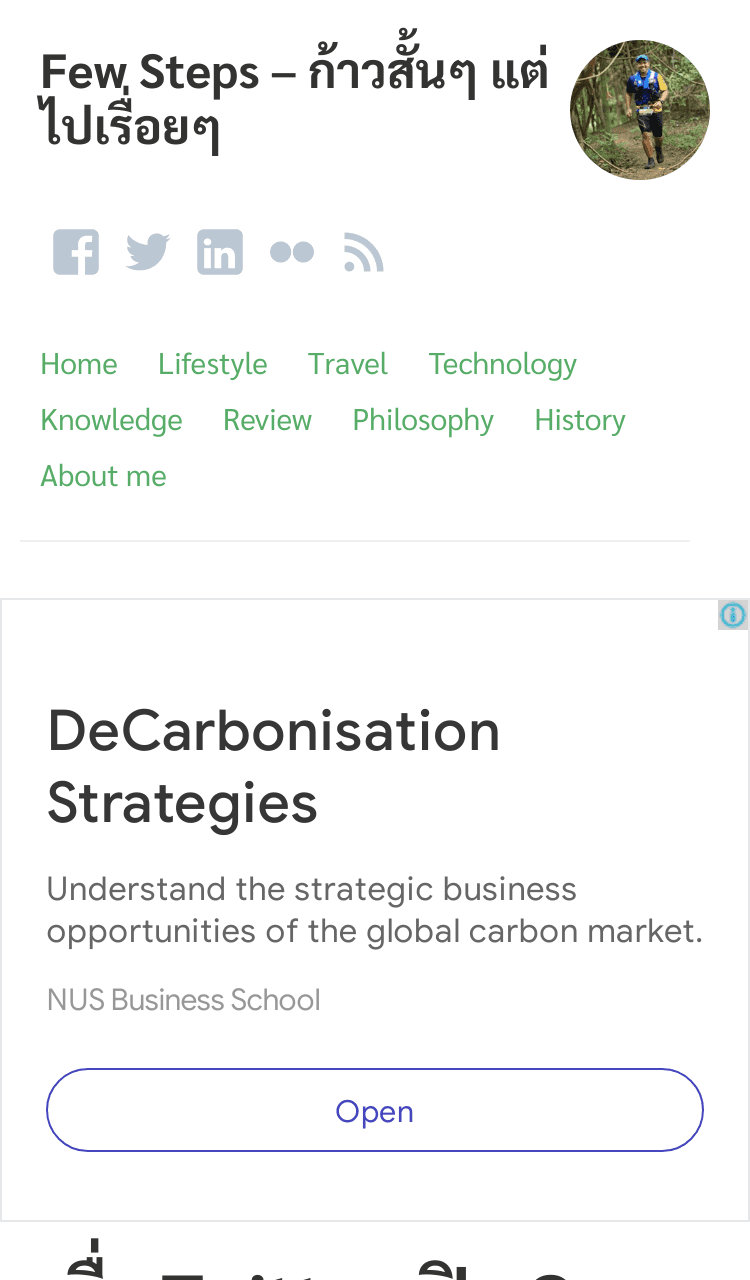 Few Steps – ก้าวสั้นๆ แต่
ไปเรื่อยๆ
Home Lifestyle Travel Technology
Knowledge Review Philosophy History
About me
DeCarbonisation
Strategies
Understand the strategic business
opportunities of the global carbon market.
NUS Business School
Open